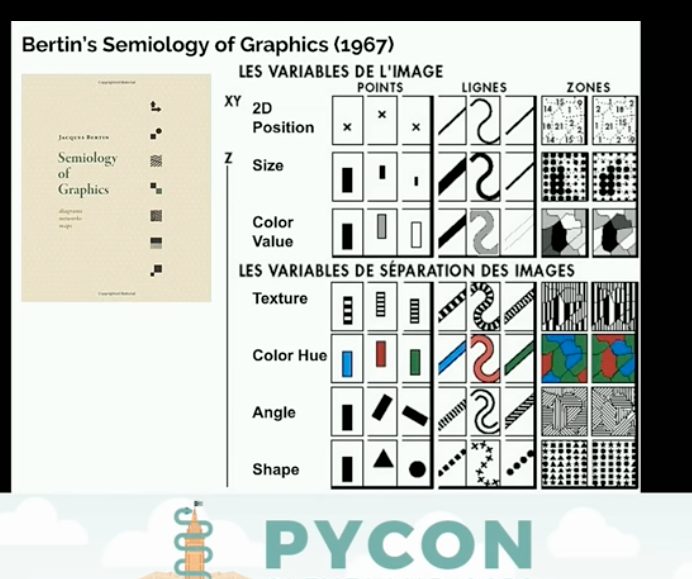 Bertin's Semiology of Graphics (1967)
JACQUES BERTIN
Semiology
of
Graphics
diagrams
networks
maps
LES VARIABLES DE L'IMAGE
POINTS LIGNES ZONES
XY
2D
Position
Z
Size
Color
Value
LES VARIABLES DE SÉPARATION DES IMAGES
Texture
Color Hue
Angle
Shape
PYCON